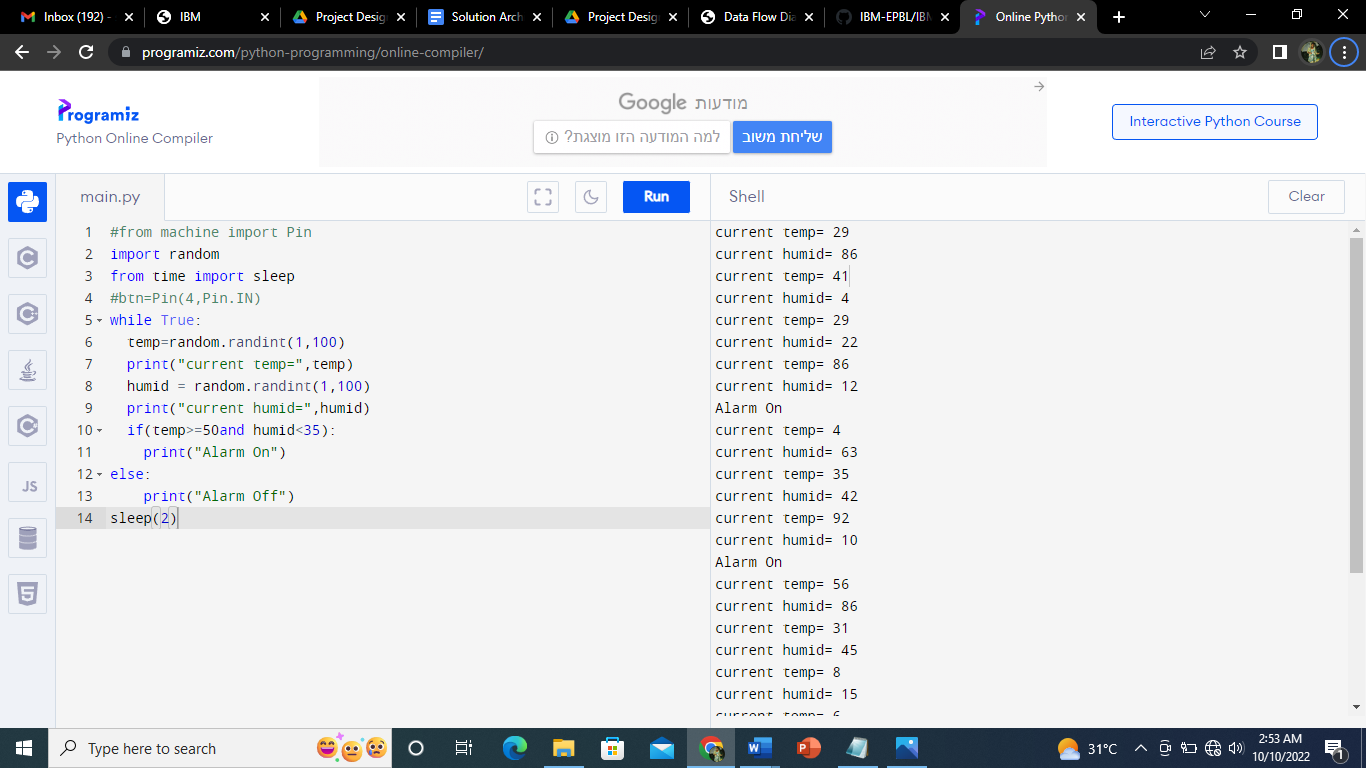 Inbox (192) -
IBM
Project Desig
Solution Arch
Project Desig
Data Flow Dia
IBM-EPBL/IBM
Online Pytho
programiz.com/python-programming/online-compiler/
Programiz
Python Online Compiler
מודעות Google
שליחת משוב
למה המודעה הזו מוצגת?
Interactive Python Course
main.py
Run
Shell
Clear
1 #from machine import Pin
2 import random
3 from time import sleep
4 #btn=Pin(4,Pin.IN)
5 while True:
6 temp=random.randint(1,100)
7 print("current temp=",temp)
8 humid = random.randint(1,100)
9 print("current humid=",humid)
10 if(temp>=50and humid<35):
11 print("Alarm On")
12 else:
13 print("Alarm Off")
14 sleep(2)
JS
current temp= 29
current humid= 86
current temp= 41
current humid= 4
current temp= 29
current humid= 22
current temp= 86
current humid= 12
Alarm On
current temp= 4
current humid= 63
current temp= 35
current humid= 42
current temp= 92
current humid= 10
Alarm On
current temp= 56
current humid= 86
current temp= 31
current humid= 45
current temp= 8
current humid= 15
current temp= 6
Type here to search
31°C
2:53 AM
10/10/2022
1